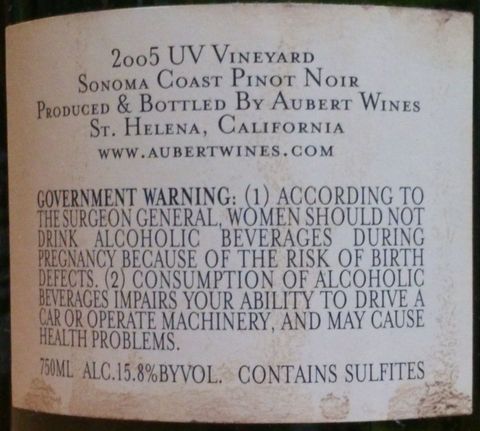 2005 UV Vineyard
Sonoma Coast Pinot Noir
Produced & Bottled By Aubert Wines
St. Helena, California
www.aubertwines.com
GOVERNMENT WARNING: (1) ACCORDING TO
THE SURGEON GENERAL, WOMEN SHOULD NOT
DRINK ALCOHOLIC BEVERAGES DURING
PREGNANCY BECAUSE OF THE RISK OF BIRTH
DEFECTS. (2) CONSUMPTION OF ALCOHOLIC
BEVERAGES IMPAIRS YOUR ABILITY TO DRIVE A
CAR OR OPERATE MACHINERY, AND MAY CAUSE
HEALTH PROBLEMS.
750ML ALC.15.8%BYVOL. CONTAINS SULFITES